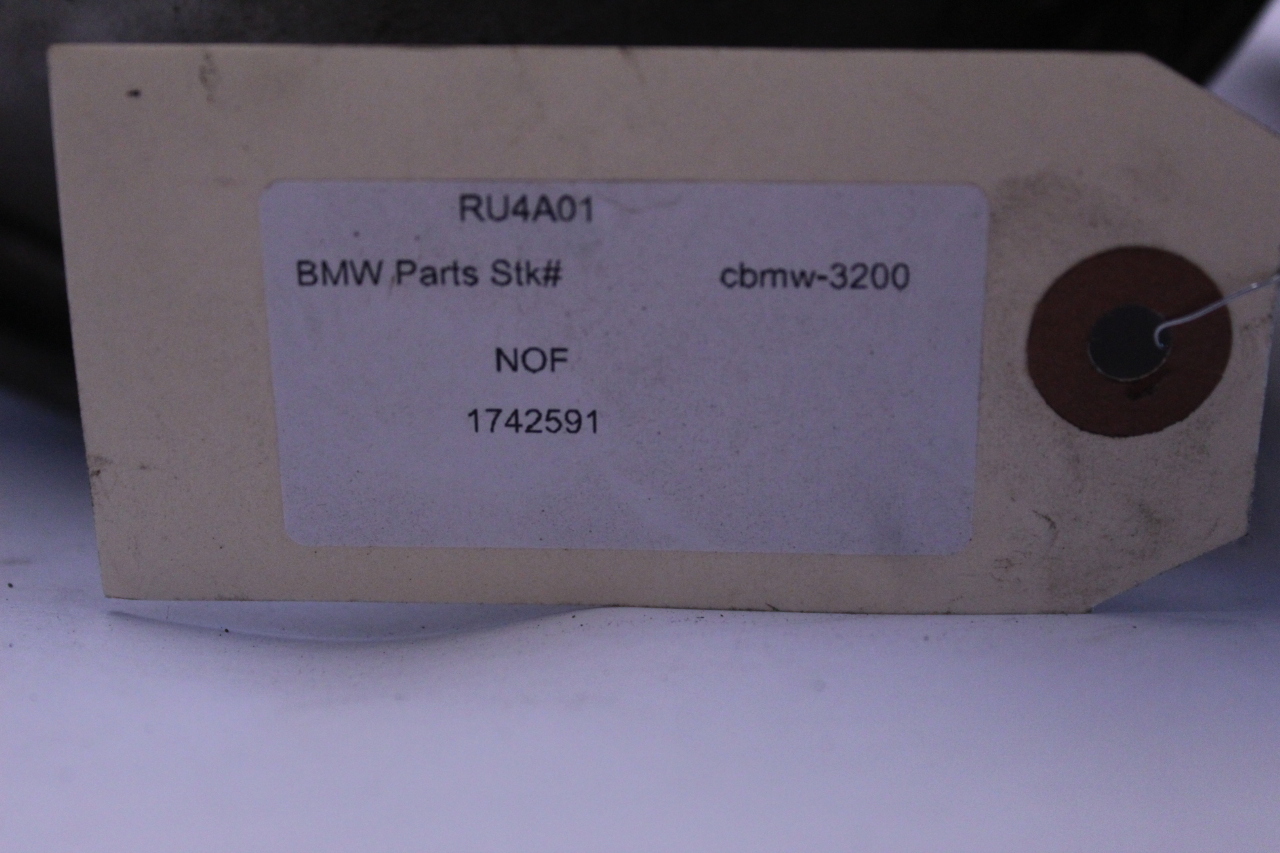 RU4A01
BMW Parts Stk# cbmw-3200
NOF
1742591